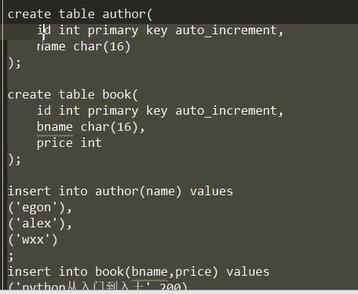 create table author(
id int primary key auto_increment,
name char(16)
);
create table book(
id int primary key auto_increment,
bname char(16),
price int
);
insert into author(name) values
('egon'),
('alex'),
('wxx')
;
insert into book(bname,price) values
('python从入门到入土',200)